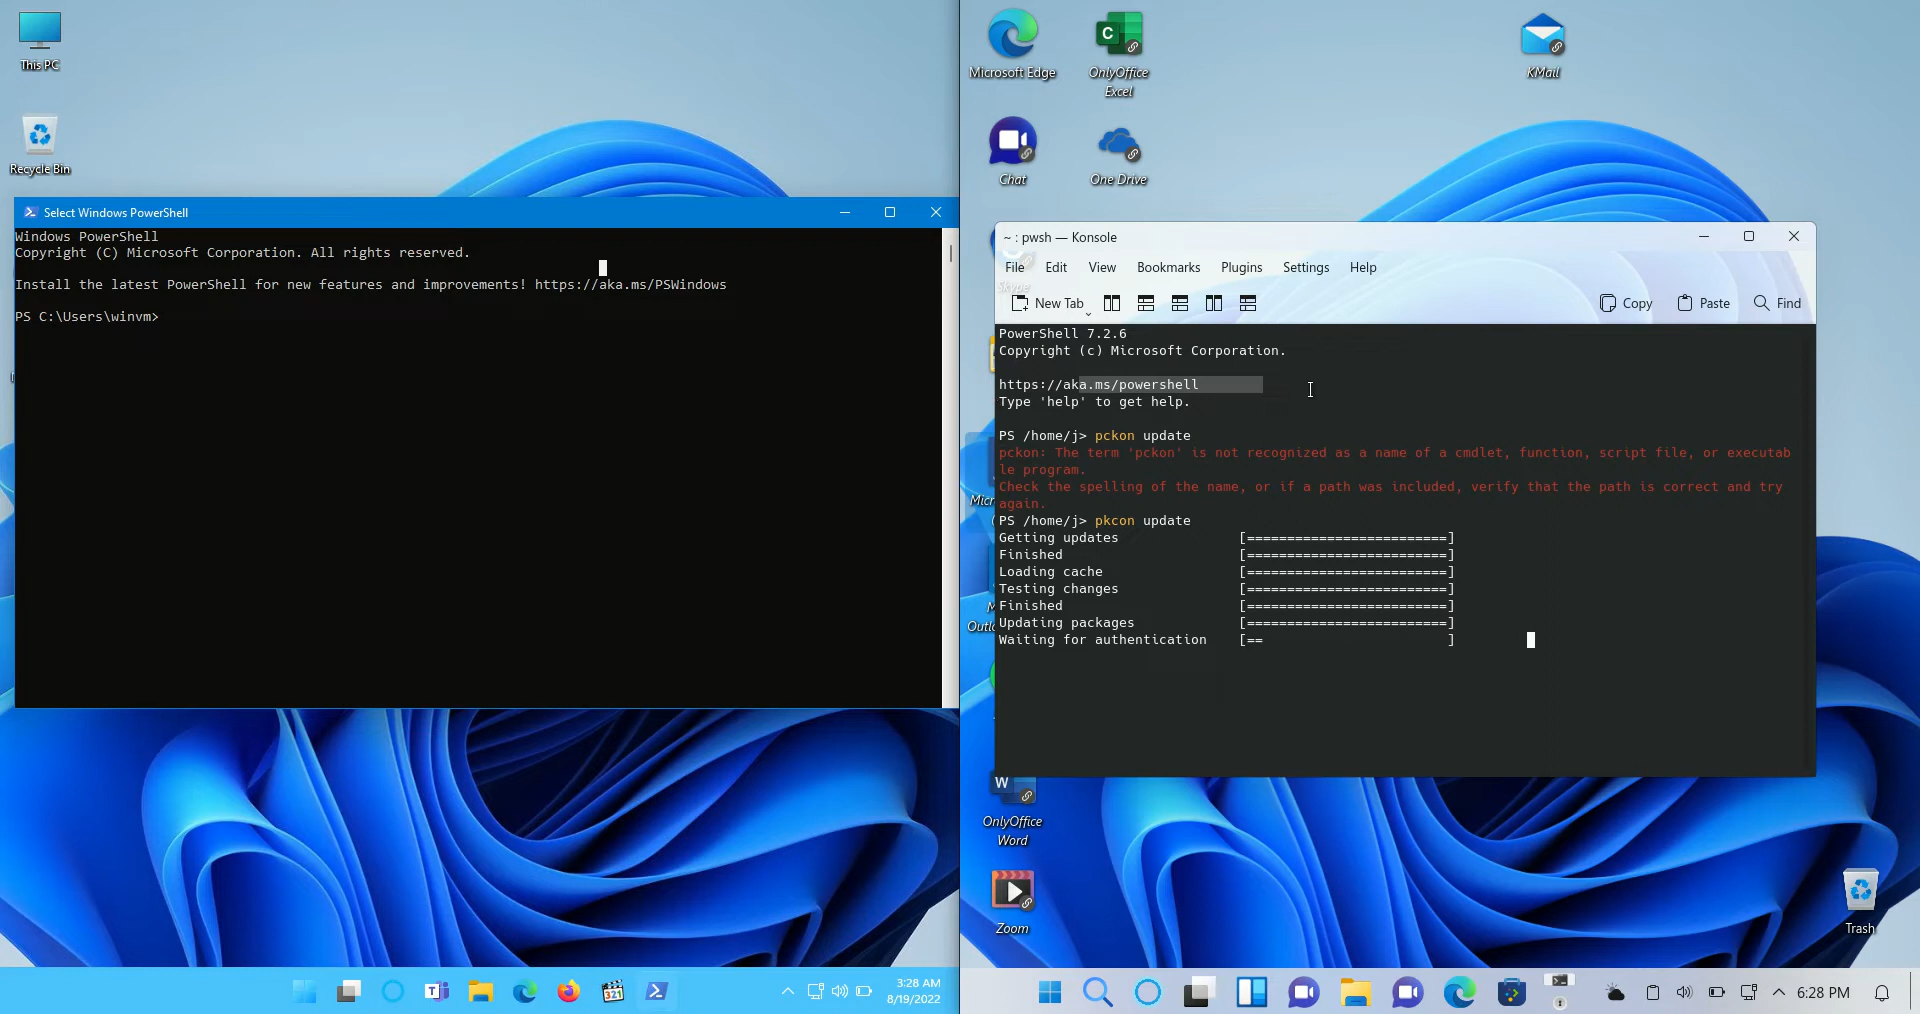 This PC
Recycle Bin
Select Windows PowerShell
Windows PowerShell
Copyright (C) Microsoft Corporation. All rights reserved.
Install the latest PowerShell for new features and improvements! https://aka.ms/PSWindows
PS C:\Users\winvm>
3:28 AM
8/19/2022
Microsoft Edge
OnlyOffice
Excel
KMail
Chat
One Drive
~ : pwsh — Konsole
File Edit View Bookmarks Plugins Settings Help
New Tab Copy Paste Find
PowerShell 7.2.6
Copyright (c) Microsoft Corporation.
https://aka.ms/powershell
Type 'help' to get help.
PS /home/j> pckon update
pckon: The term 'pckon' is not recognized as a name of a cmdlet, function, script file, or executab
le program.
Check the spelling of the name, or if a path was included, verify that the path is correct and try
again.
PS /home/j> pkcon update
Getting updates [=========================]
Finished [=========================]
Loading cache [=========================]
Testing changes [=========================]
Finished [=========================]
Updating packages [=========================]
Waiting for authentication [== ]
OnlyOffice
Word
Zoom
Trash
6:28 PM